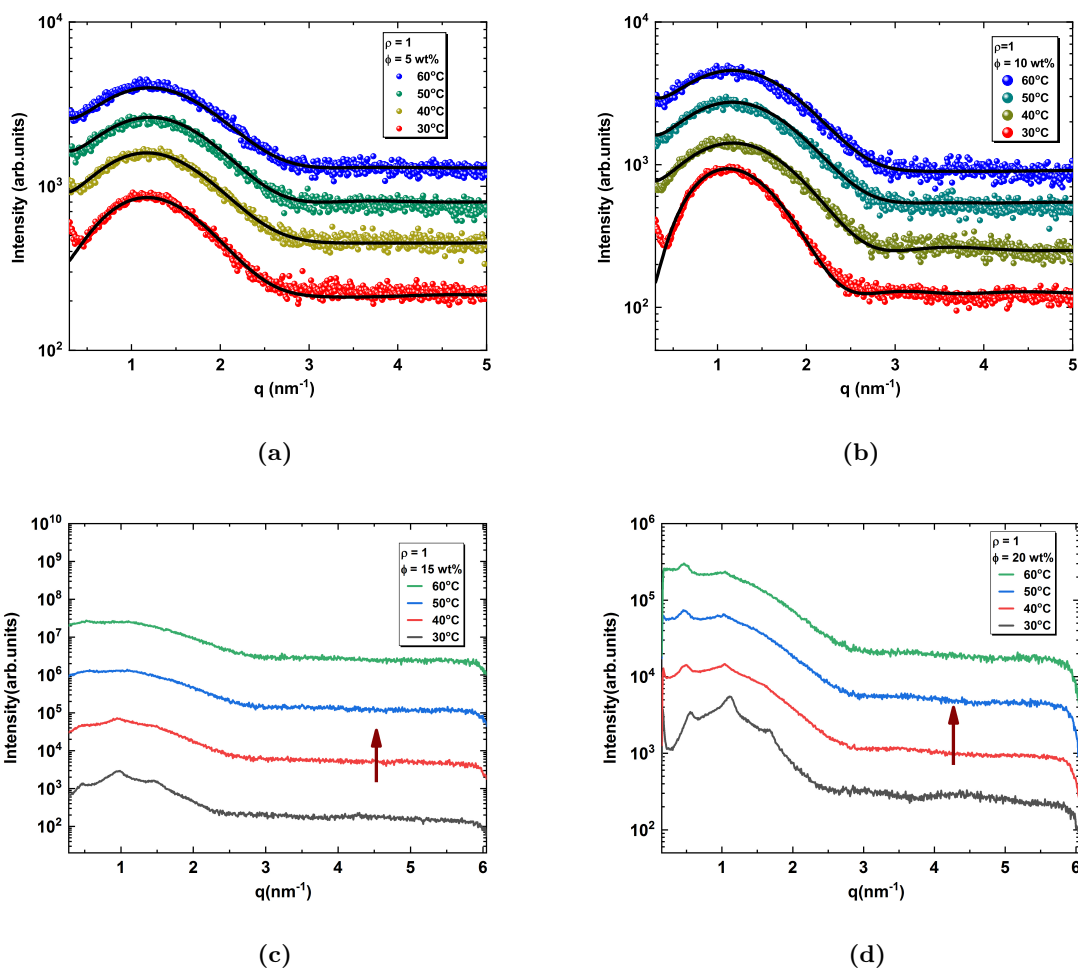 10⁴
10³
10²
Intensity (arb.units)
1 2 3 4 5
q (nm⁻¹)
ρ = 1
ϕ = 5 wt%
60°C
50°C
40°C
30°C
(a)
10⁴
10³
10²
Intensity (arb.units)
1 2 3 4 5
q (nm⁻¹)
ρ=1
ϕ = 10 wt%
60°C
50°C
40°C
30°C
(b)
10¹⁰
10⁹
10⁸
10⁷
10⁶
10⁵
10⁴
10³
10²
Intensity(arb.units)
1 2 3 4 5 6
q(nm⁻¹)
ρ = 1
ϕ = 15 wt%
60°C
50°C
40°C
30°C
(c)
10⁶
10⁵
10⁴
10³
10²
Intensity(arb.units)
1 2 3 4 5 6
q(nm⁻¹)
ρ = 1
ϕ = 20 wt%
60°C
50°C
40°C
30°C
(d)